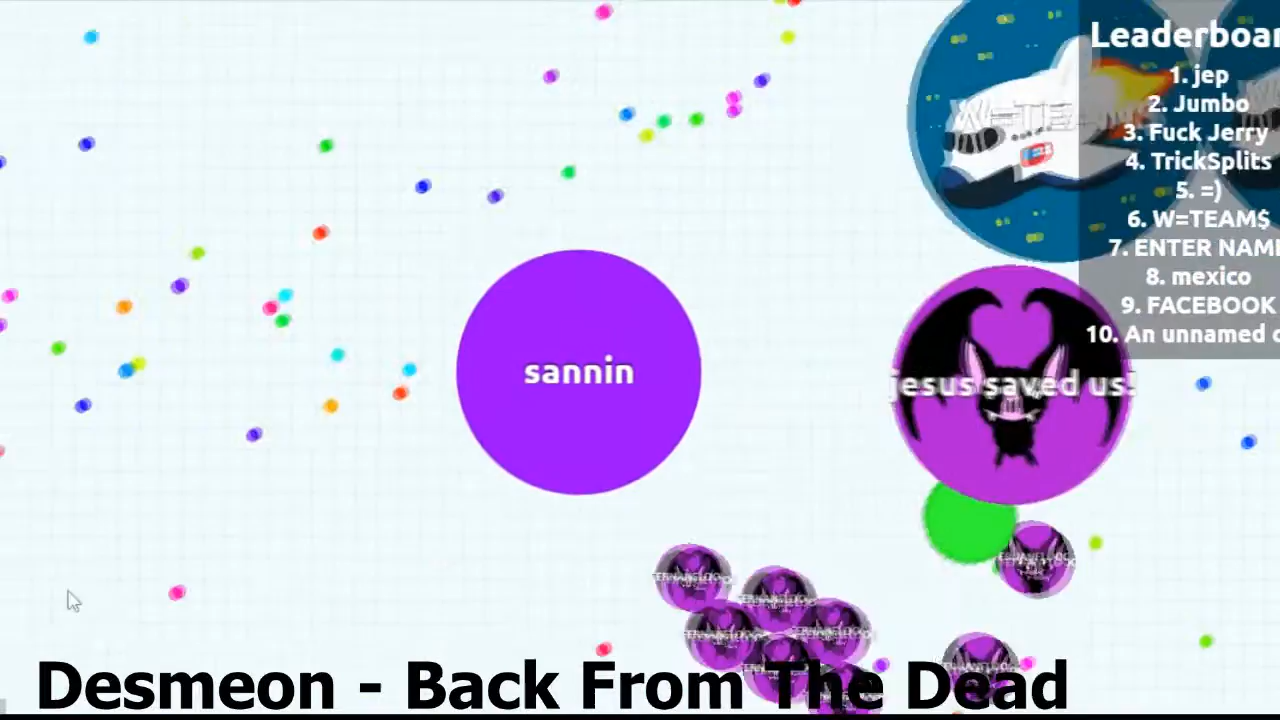 Leaderboar
1. jep
2. Jumbo
3. Fuck Jerry
4. TrickSplits
5. =)
6. W=TEAM$
7. ENTER NAM
8. mexico
9. FACEBOOK
10. An unnamed c
W=TEAM
sannin
jesus saved us!
Desmeon - Back From The Dead